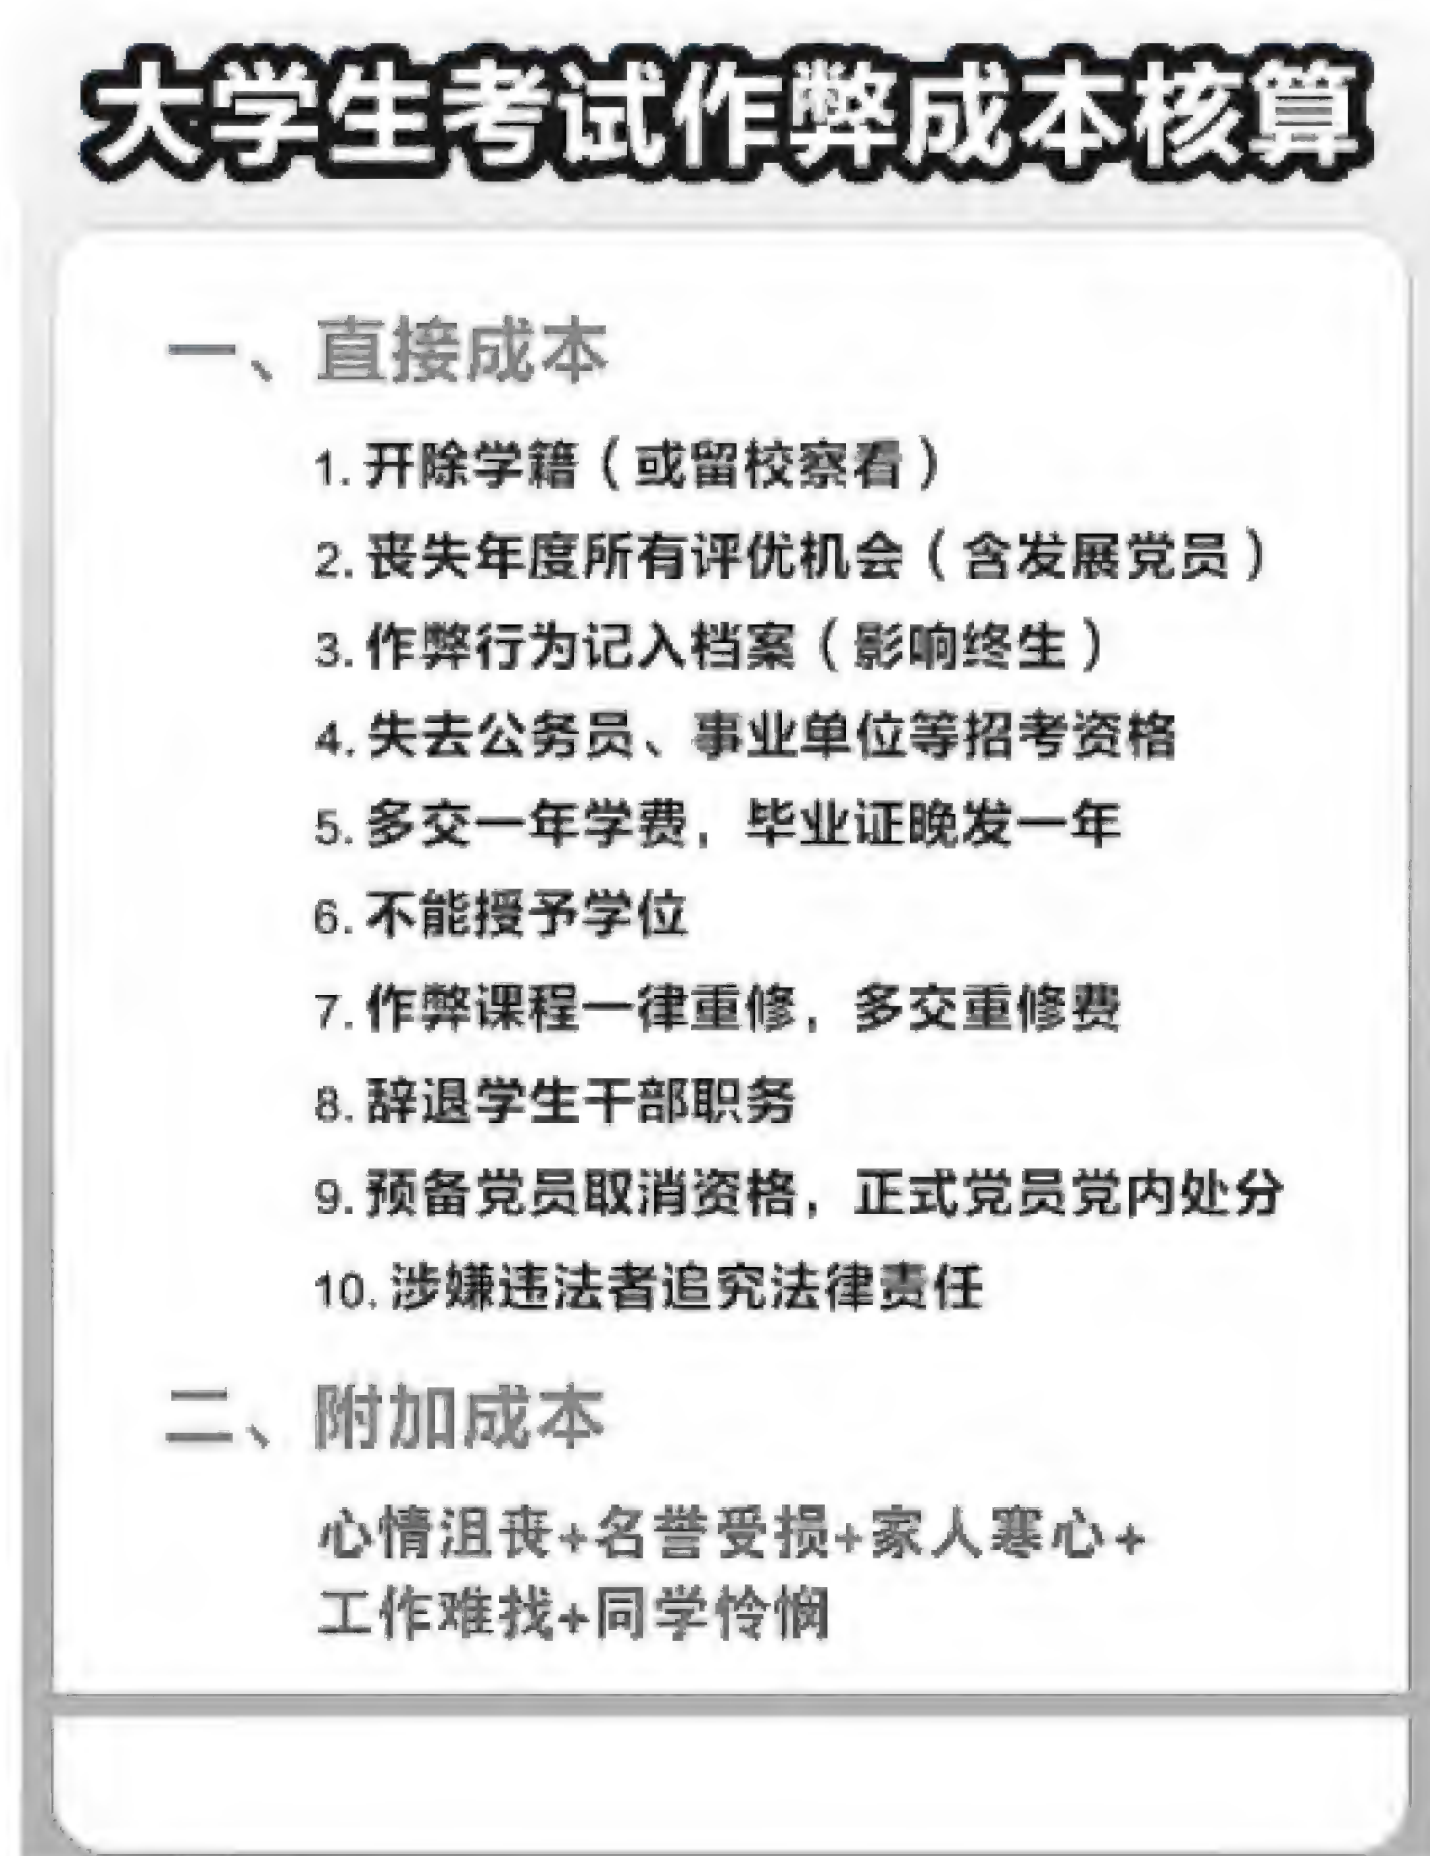 大学生考试作弊成本核算
一、直接成本
1. 开除学籍（或留校察看）
2. 丧失年度所有评优机会（含发展党员）
3. 作弊行为记入档案（影响终生）
4. 失去公务员、事业单位等招考资格
5. 多交一年学费，毕业证晚发一年
6. 不能授予学位
7. 作弊课程一律重修，多交重修费
8. 辞退学生干部职务
9. 预备党员取消资格，正式党员党内处分
10. 涉嫌违法者追究法律责任
二、附加成本
心情沮丧+名誉受损+家人寒心+
工作难找+同学怜悯